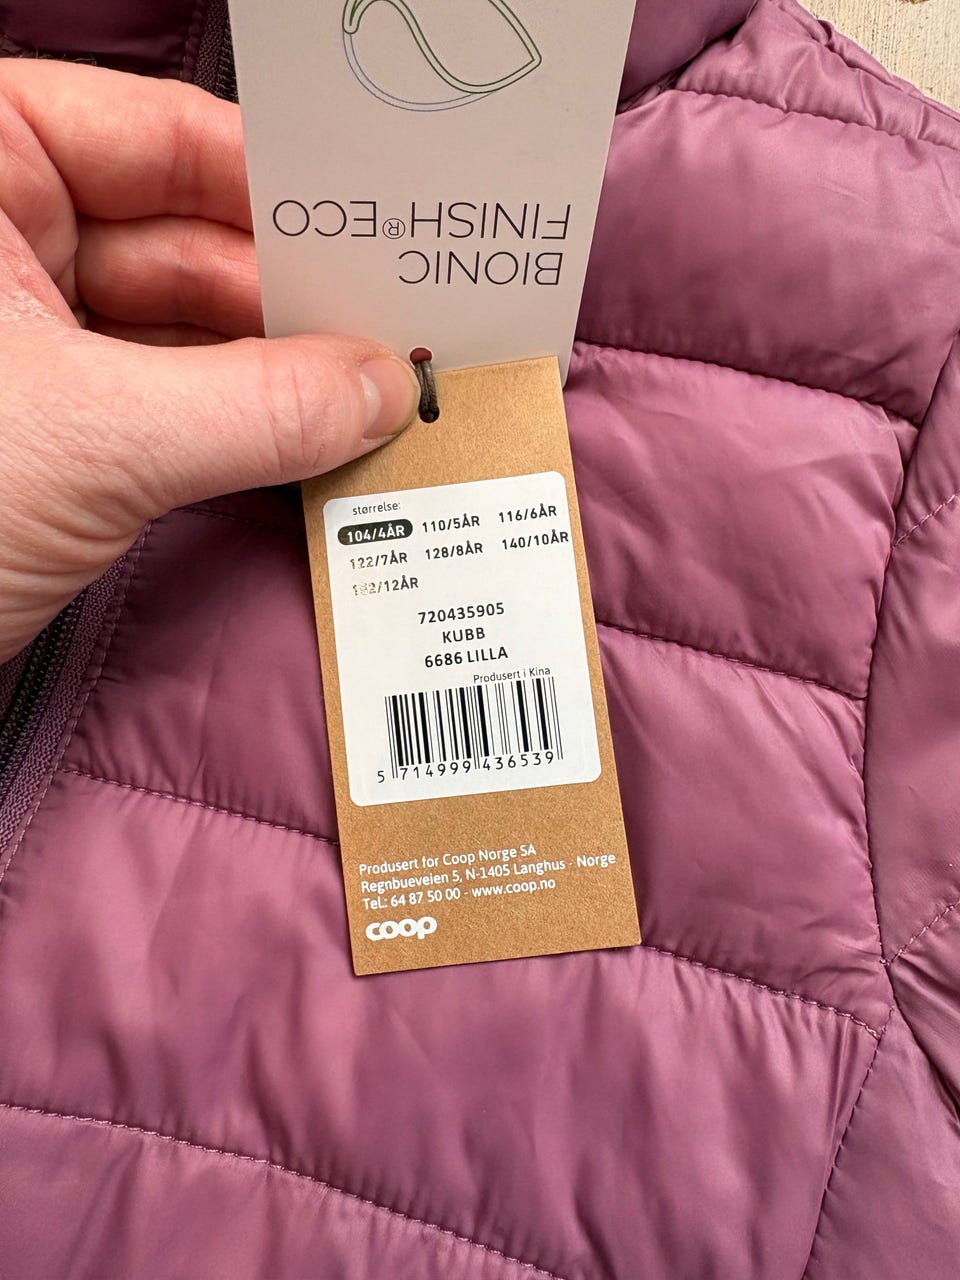 BIONIC
FINISH®ECO
størrelse:
104/4ÅR 110/5ÅR 116/6ÅR
122/7ÅR 128/8ÅR 140/10ÅR
152/12ÅR
720435905
KUBB
6686 LILLA
Produsert i Kina
5 714999 436539
Produsert for Coop Norge SA
Regnbueveien 5, N-1405 Langhus - Norge
Tel.: 64 87 50 00 - www.coop.no
coop